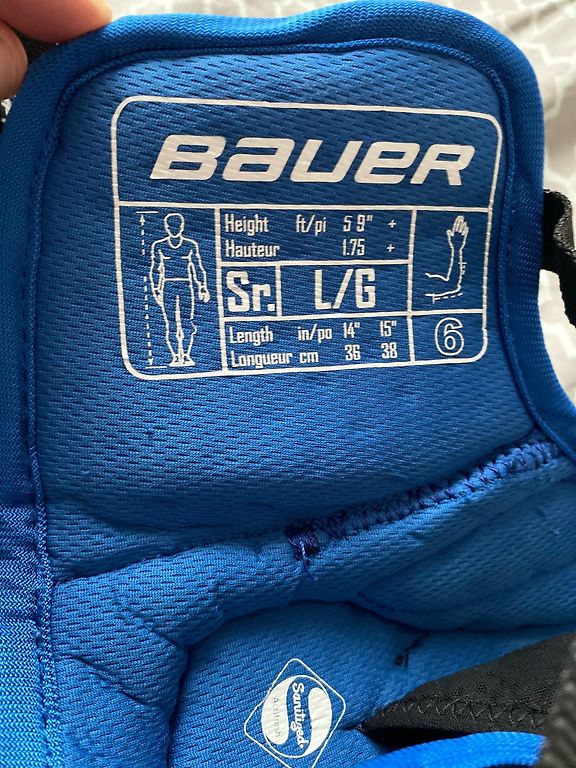 BAUER
Height ft/pi 5 9" +
Hauteur 1.75 +
Sr. L/G
Length in/po 14" 15"
Longueur cm 36 38
6
Sanitized
Actifresh